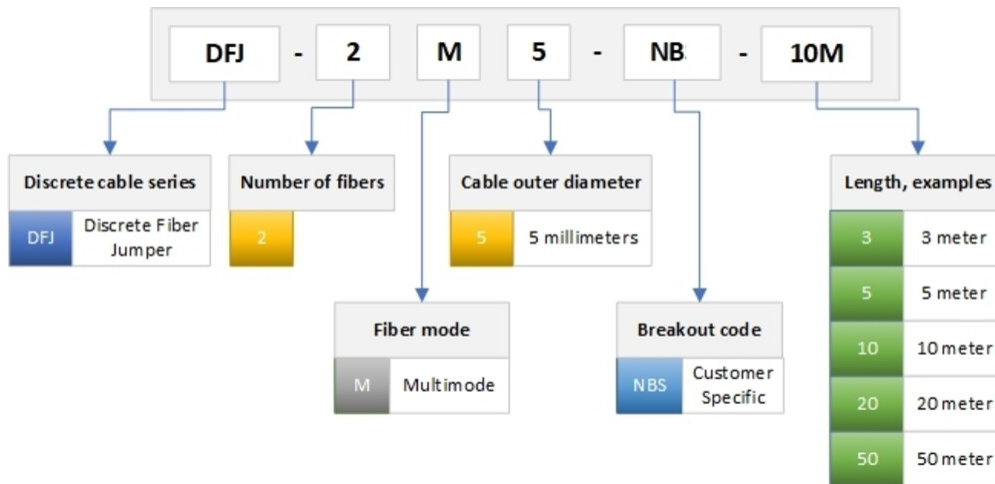 DFJ - 2 M 5 - NB - 10M
Discrete cable series
DFJ Discrete Fiber
Jumper
Number of fibers
2
Cable outer diameter
5 5 millimeters
Length, examples
3 3 meter
5 5 meter
10 10 meter
20 20 meter
50 50 meter
Fiber mode
M Multimode
Breakout code
NBS Customer
Specific